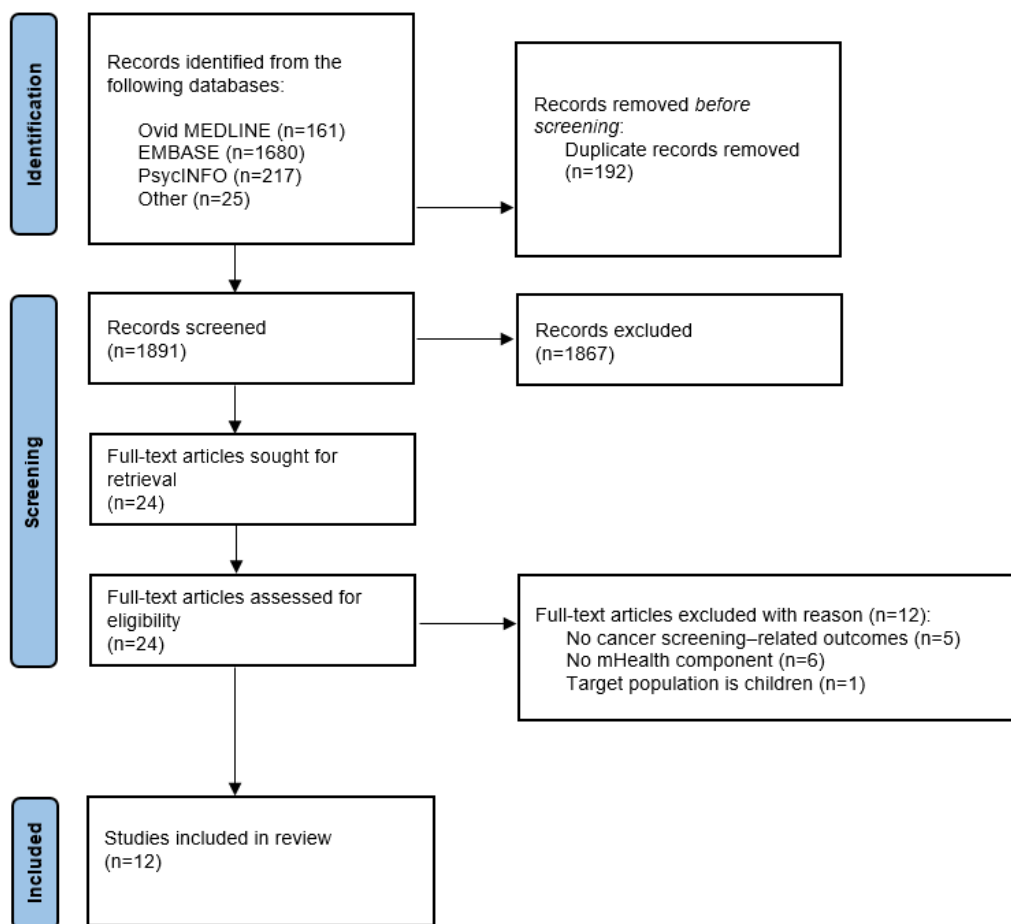 Identification
Records identified from the
following databases:
Ovid MEDLINE (n=161)
EMBASE (n=1680)
PsycINFO (n=217)
Other (n=25)
Records removed before
screening:
Duplicate records removed
(n=192)
Screening
Records screened
(n=1891)
Records excluded
(n=1867)
Full-text articles sought for
retrieval
(n=24)
Full-text articles assessed for
eligibility
(n=24)
Full-text articles excluded with reason (n=12):
No cancer screening–related outcomes (n=5)
No mHealth component (n=6)
Target population is children (n=1)
Included
Studies included in review
(n=12)